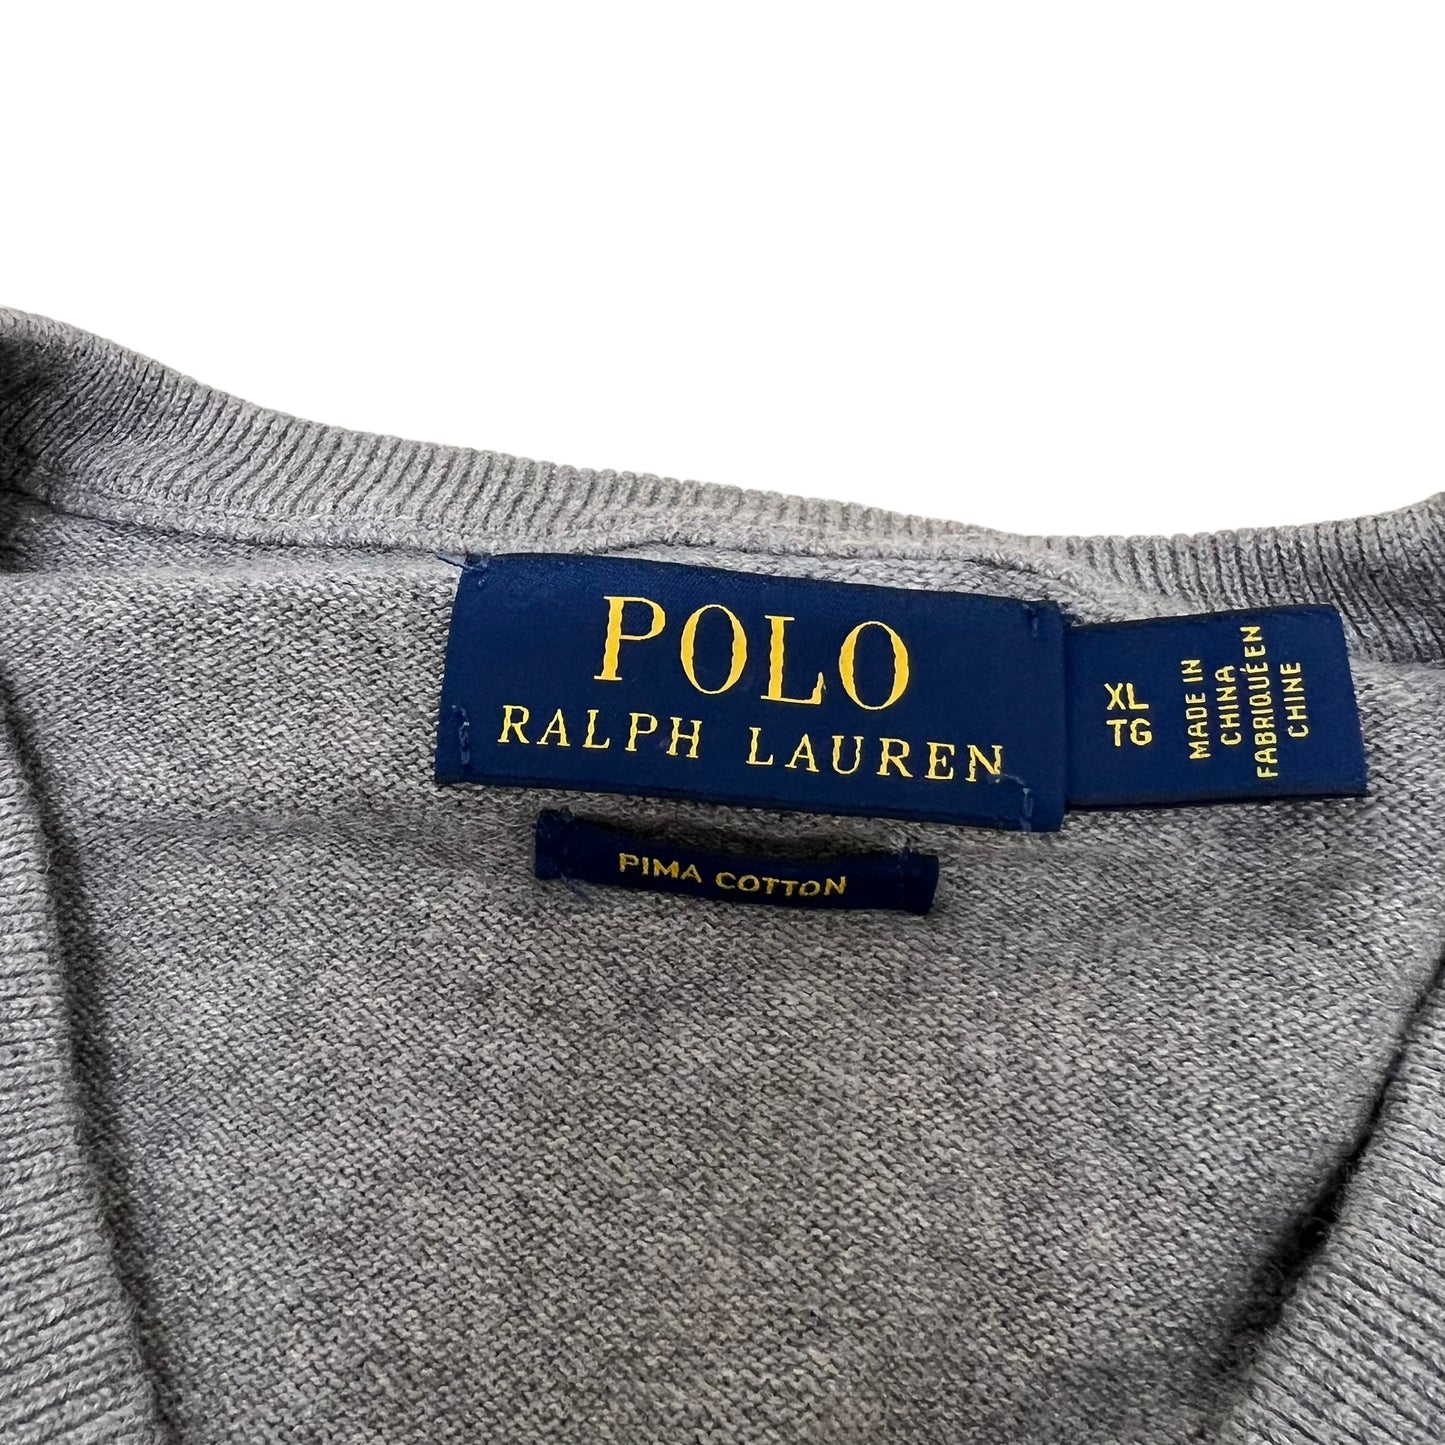 POLO
RALPH LAUREN
XL
TG
MADE IN
CHINA
FABRIQUÉ EN
CHINE
PIMA COTTON